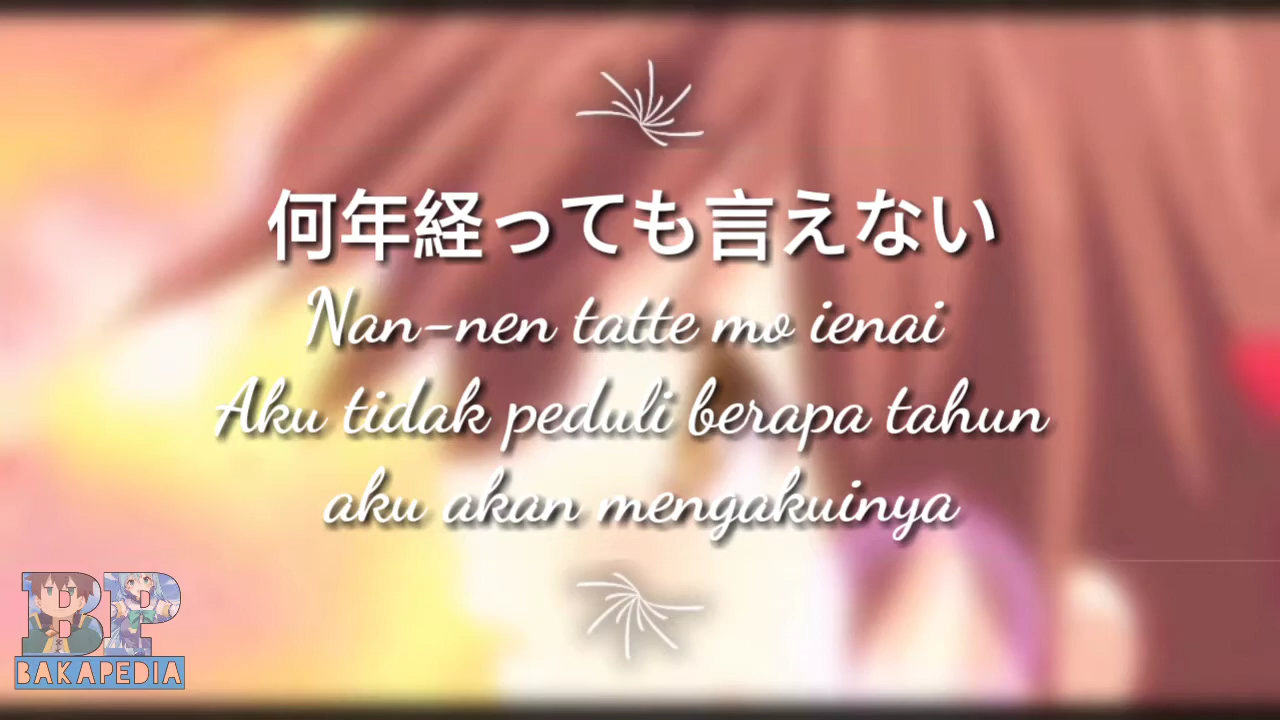 何年経っても言えない
Nan-nen tatte mo ienai
Aku tidak peduli berapa tahun
aku akan mengakuinya
BP
BAKAPEDIA